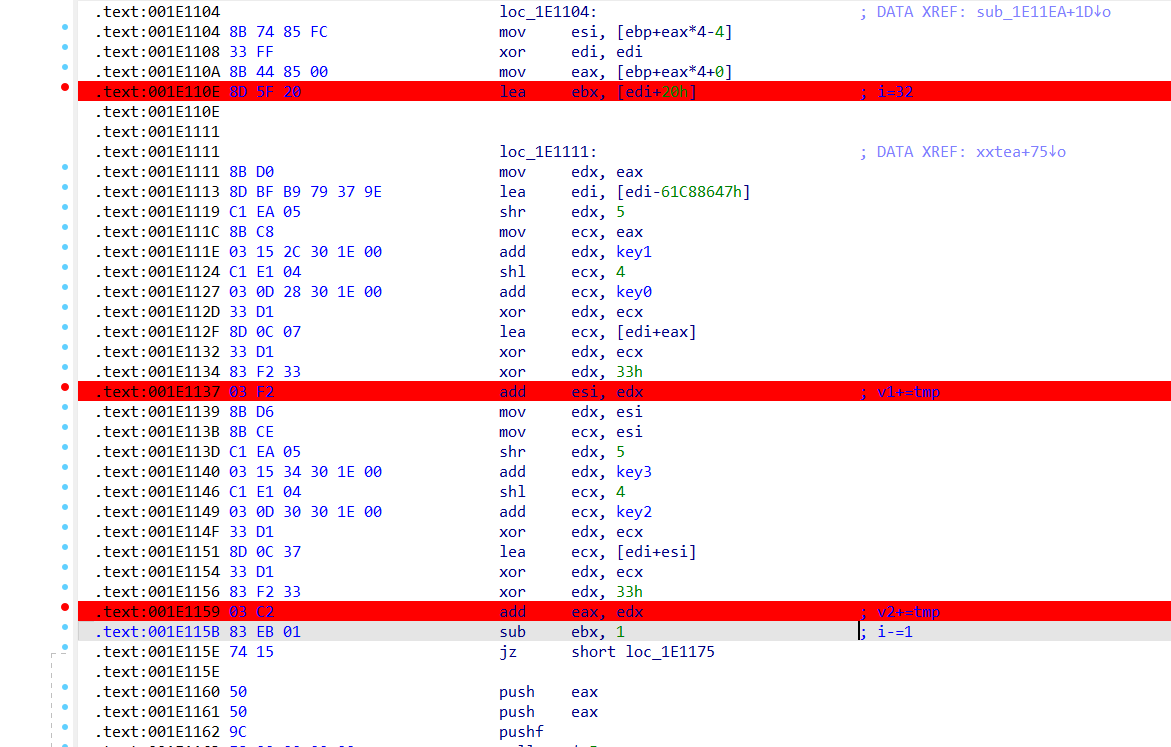 .text:001E1104 loc_1E1104: ; DATA XREF: sub_1E11EA+1D↓o
.text:001E1104 8B 74 85 FC mov esi, [ebp+eax*4-4]
.text:001E1108 33 FF xor edi, edi
.text:001E110A 8B 44 85 00 mov eax, [ebp+eax*4+0]
.text:001E110E 8D 5F 20 lea ebx, [edi+20h] ; i=32
.text:001E110E
.text:001E1111
.text:001E1111 loc_1E1111: ; DATA XREF: xxtea+75↓o
.text:001E1111 8B D0 mov edx, eax
.text:001E1113 8D BF B9 79 37 9E lea edi, [edi-61C88647h]
.text:001E1119 C1 EA 05 shr edx, 5
.text:001E111C 8B C8 mov ecx, eax
.text:001E111E 03 15 2C 30 1E 00 add edx, key1
.text:001E1124 C1 E1 04 shl ecx, 4
.text:001E1127 03 0D 28 30 1E 00 add ecx, key0
.text:001E112D 33 D1 xor edx, ecx
.text:001E112F 8D 0C 07 lea ecx, [edi+eax]
.text:001E1132 33 D1 xor edx, ecx
.text:001E1134 83 F2 33 xor edx, 33h
.text:001E1137 03 F2 add esi, edx ; v1+=tmp
.text:001E1139 8B D6 mov edx, esi
.text:001E113B 8B CE mov ecx, esi
.text:001E113D C1 EA 05 shr edx, 5
.text:001E1140 03 15 34 30 1E 00 add edx, key3
.text:001E1146 C1 E1 04 shl ecx, 4
.text:001E1149 03 0D 30 30 1E 00 add ecx, key2
.text:001E114F 33 D1 xor edx, ecx
.text:001E1151 8D 0C 37 lea ecx, [edi+esi]
.text:001E1154 33 D1 xor edx, ecx
.text:001E1156 83 F2 33 xor edx, 33h
.text:001E1159 03 C2 add eax, edx ; v2+=tmp
.text:001E115B 83 EB 01 sub ebx, 1 ; i-=1
.text:001E115E 74 15 jz short loc_1E1175
.text:001E115E
.text:001E1160 50 push eax
.text:001E1161 50 push eax
.text:001E1162 9C pushf